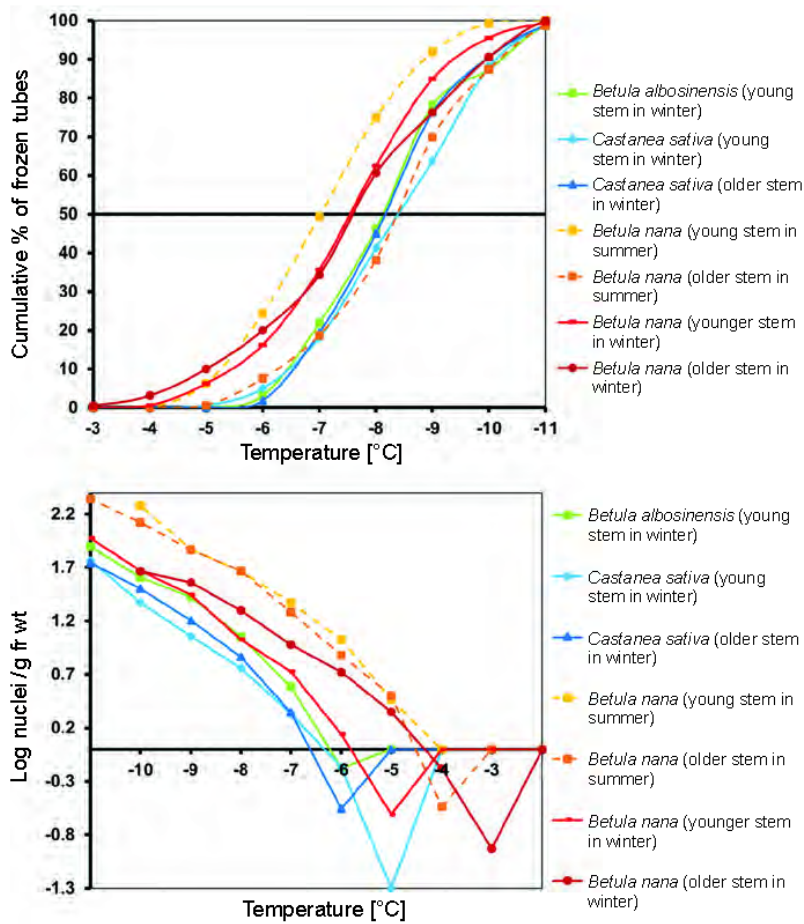 Cumulative % of frozen tubes
100
90
80
70
60
50
40
30
20
10
0
-3 -4 -5 -6 -7 -8 -9 -10 -11
Temperature [°C]
Betula albosinensis (young
stem in winter)
Castanea sativa (young
stem in winter)
Castanea sativa (older stem
in winter)
Betula nana (young stem in
summer)
Betula nana (older stem in
summer)
Betula nana (younger stem
in winter)
Betula nana (older stem in
winter)
Log nuclei /g fr wt
2.2
1.7
1.2
0.7
0.2
-0.3
-0.8
-1.3
-10 -9 -8 -7 -6 -5 -4 -3
Temperature [°C]
Betula albosinensis (young
stem in winter)
Castanea sativa (young
stem in winter)
Castanea sativa (older stem
in winter)
Betula nana (young stem in
summer)
Betula nana (older stem in
summer)
Betula nana (younger stem
in winter)
Betula nana (older stem in
winter)